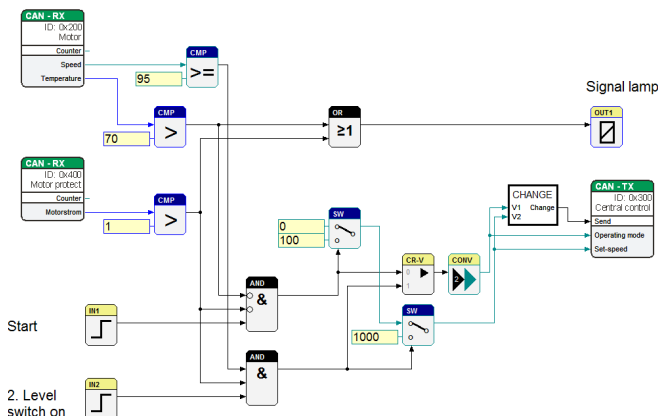 CAN - RX
ID: 0x200
Motor
Counter
Speed
Temperature
CMP
>=
95
CMP
>
70
OR
≥1
Signal lamp
OUT1
CAN - RX
ID: 0x400
Motor protect
Counter
Motorstrom
CMP
>
1
SW
0
100
CHANGE
V1 Change
V2
CAN - TX
ID: 0x300
Central control
Send
Operating mode
Set-speed
CR-V
0
1
CONV
2
AND
&
SW
1000
Start
IN1
AND
&
2. Level
switch on
IN2